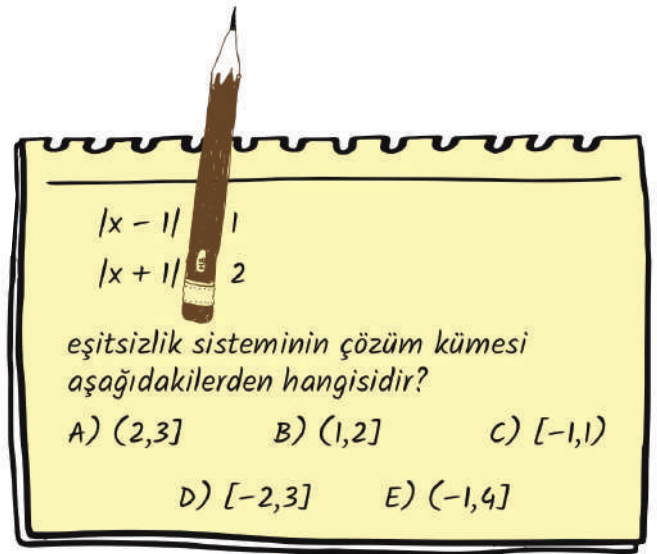 |x - 1| 1
|x + 1| 2
eşitsizlik sisteminin çözüm kümesi
aşağıdakilerden hangisidir?
A) (2,3] B) (1,2] C) [-1,1)
D) [-2,3] E) (-1,4]